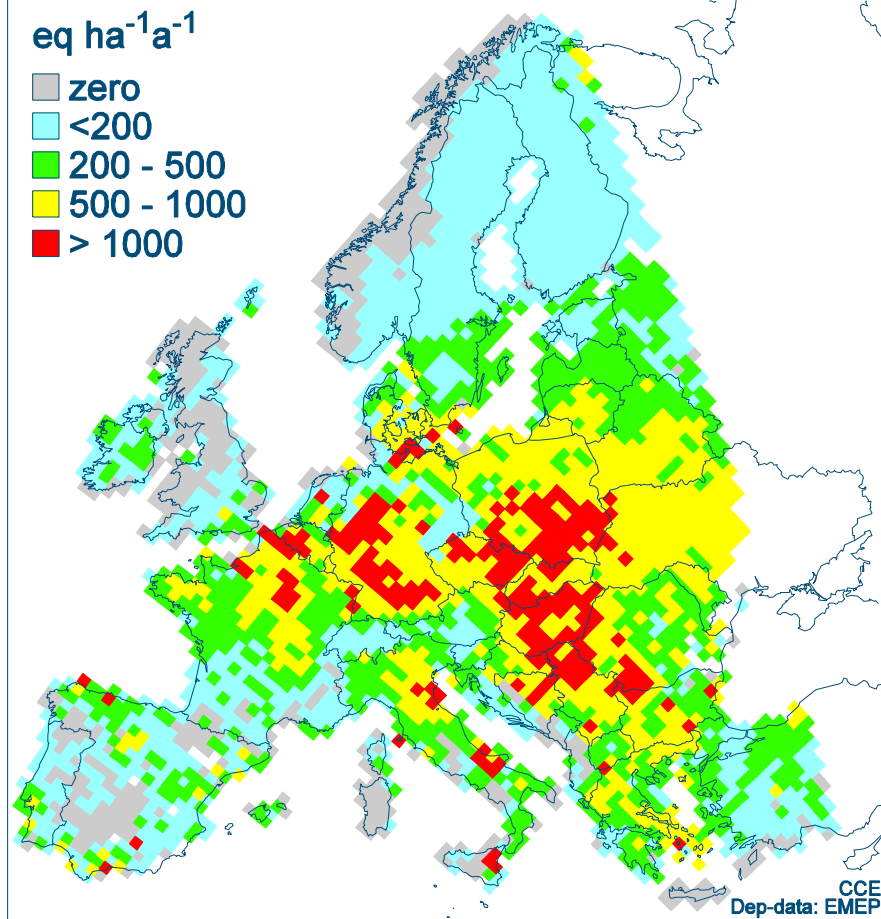 eq ha⁻¹a⁻¹
zero
<200
200 - 500
500 - 1000
> 1000
CCE
Dep-data: EMEP